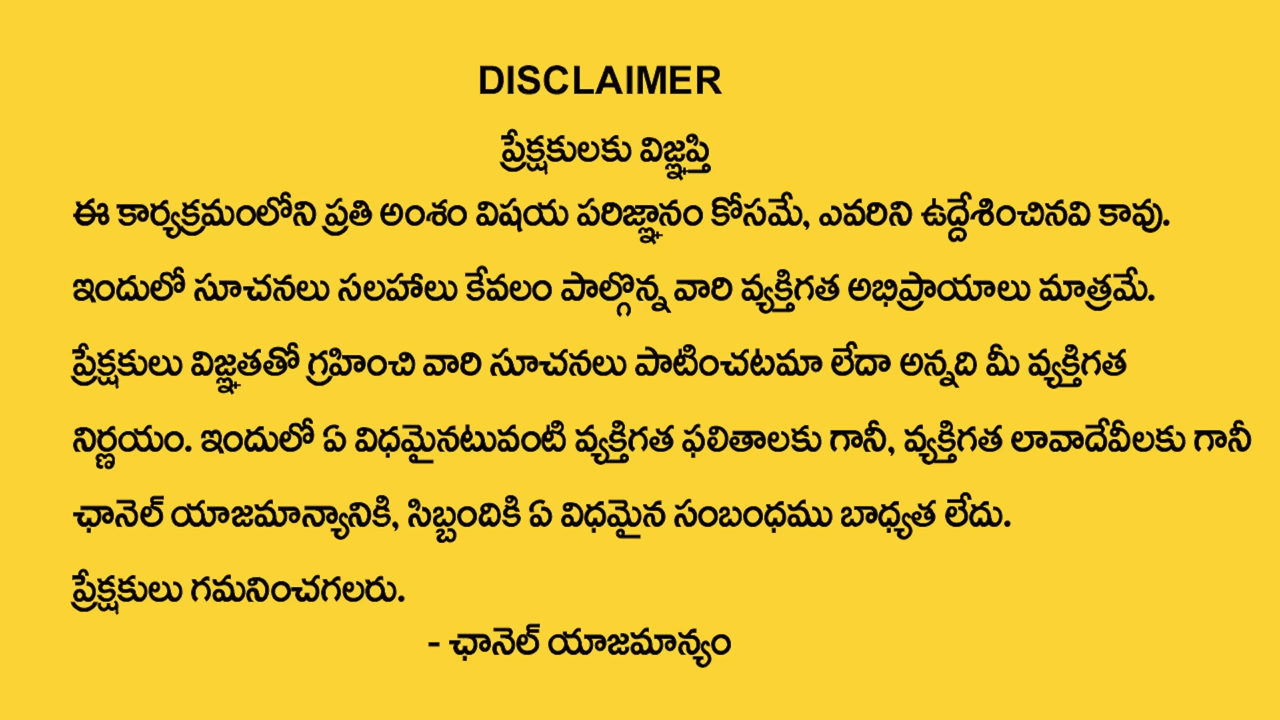 DISCLAIMER
ప్రేక్షకులకు విజ్ఞప్తి
ఈ కార్యక్రమంలోని ప్రతి అంశం విషయ పరిజ్ఞానం కోసమే, ఎవరిని ఉద్దేశించినవి కావు.
ఇందులో సూచనలు సలహాలు కేవలం పాల్గొన్న వారి వ్యక్తిగత అభిప్రాయాలు మాత్రమే.
ప్రేక్షకులు విజ్ఞతతో గ్రహించి వారి సూచనలు పాటించటమా లేదా అన్నది మీ వ్యక్తిగత
నిర్ణయం. ఇందులో ఏ విధమైనటువంటి వ్యక్తిగత ఫలితాలకు గానీ, వ్యక్తిగత లావాదేవీలకు గానీ
ఛానెల్ యాజమాన్యానికి, సిబ్బందికి ఏ విధమైన సంబంధము బాధ్యత లేదు.
ప్రేక్షకులు గమనించగలరు.
- ఛానెల్ యాజమాన్యం